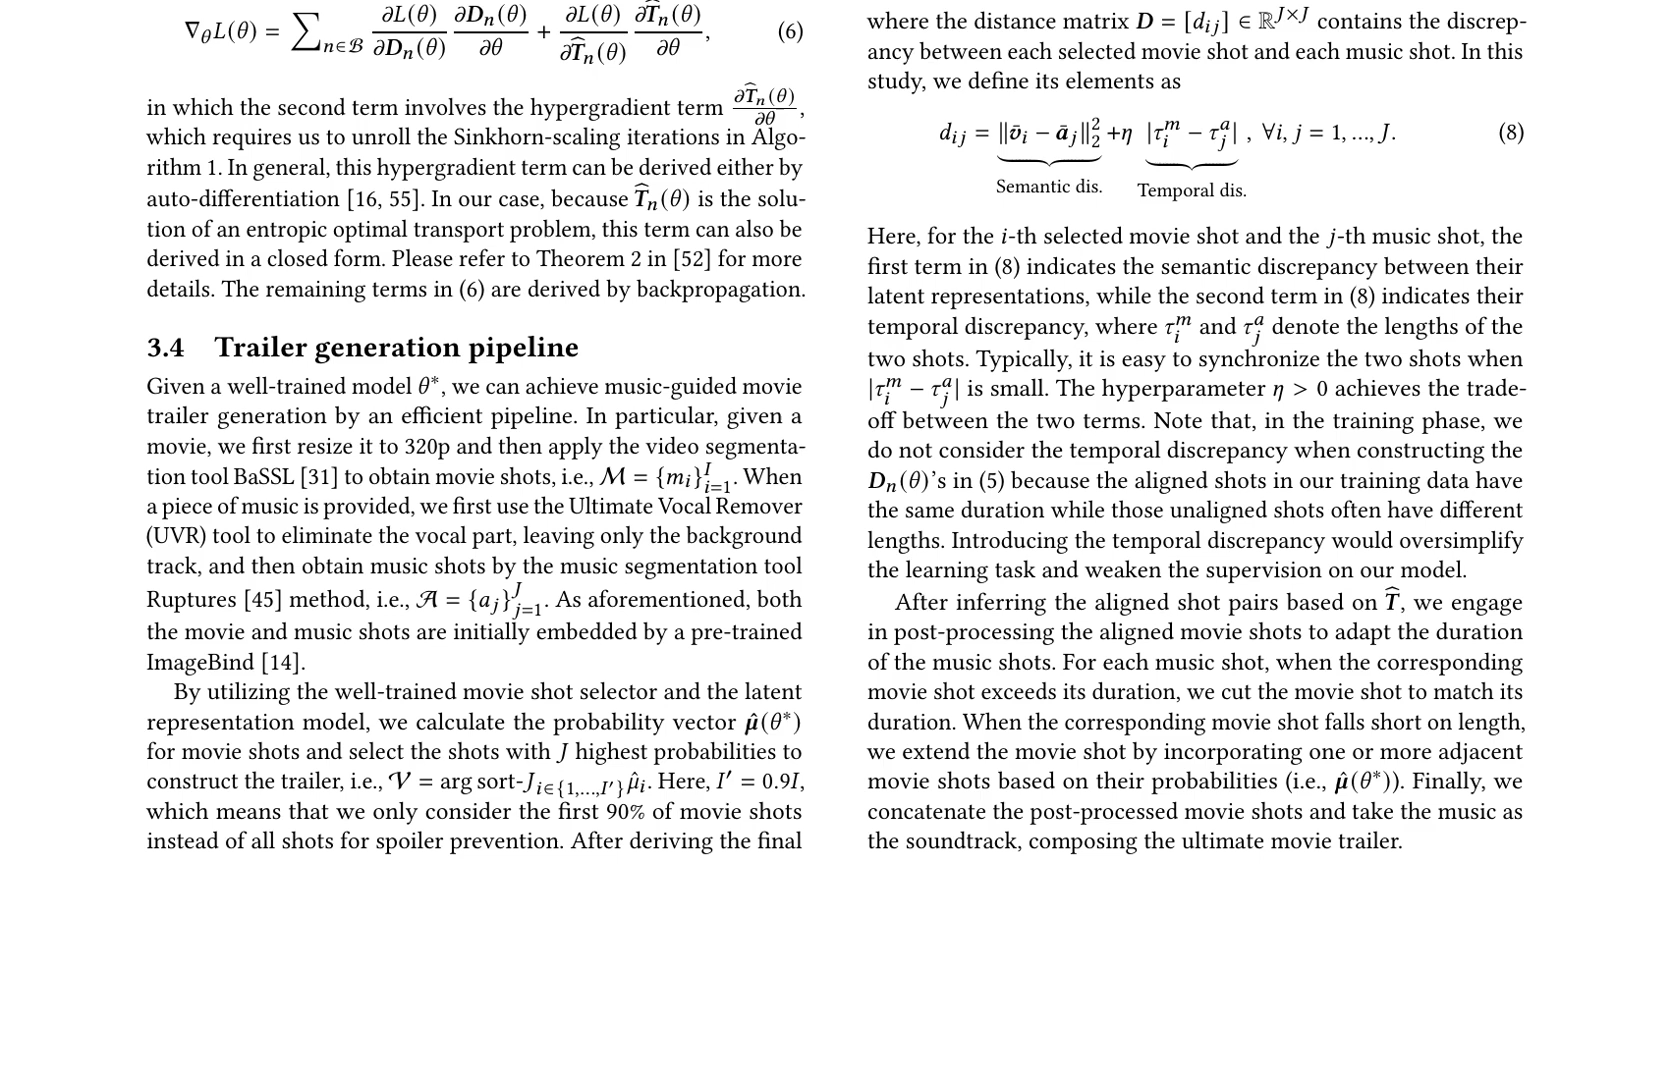 ∇θL(θ) = ∑n∈ℬ ∂L(θ)/∂Dn(θ) ∂Dn(θ)/∂θ + ∂L(θ)/∂T̂n(θ) ∂T̂n(θ)/∂θ, (6)
in which the second term involves the hypergradient term ∂T̂n(θ)/∂θ,
which requires us to unroll the Sinkhorn-scaling iterations in Algo-
rithm 1. In general, this hypergradient term can be derived either by
auto-differentiation [16, 55]. In our case, because T̂n(θ) is the solu-
tion of an entropic optimal transport problem, this term can also be
derived in a closed form. Please refer to Theorem 2 in [52] for more
details. The remaining terms in (6) are derived by backpropagation.
3.4 Trailer generation pipeline
Given a well-trained model θ*, we can achieve music-guided movie
trailer generation by an efficient pipeline. In particular, given a
movie, we first resize it to 320p and then apply the video segmenta-
tion tool BaSSL [31] to obtain movie shots, i.e., ℳ = {mi}ᴵi=1. When
a piece of music is provided, we first use the Ultimate Vocal Remover
(UVR) tool to eliminate the vocal part, leaving only the background
track, and then obtain music shots by the music segmentation tool
Ruptures [45] method, i.e., 𝒜 = {aj}ᴶj=1. As aforementioned, both
the movie and music shots are initially embedded by a pre-trained
ImageBind [14].
By utilizing the well-trained movie shot selector and the latent
representation model, we calculate the probability vector μ̂(θ*)
for movie shots and select the shots with J highest probabilities to
construct the trailer, i.e., 𝒱 = arg sort-Ji∈{1,...,I′} μ̂i. Here, I′ = 0.9I,
which means that we only consider the first 90% of movie shots
instead of all shots for spoiler prevention. After deriving the final
where the distance matrix D = [dij] ∈ ℝᴶ×ᴶ contains the discrep-
ancy between each selected movie shot and each music shot. In this
study, we define its elements as
dij = ‖v̄i − āj‖²₂ +η |τᵐi − τᵃj| , ∀i, j = 1, ..., J. (8)
Semantic dis. Temporal dis.
Here, for the i-th selected movie shot and the j-th music shot, the
first term in (8) indicates the semantic discrepancy between their
latent representations, while the second term in (8) indicates their
temporal discrepancy, where τᵐi and τᵃj denote the lengths of the
two shots. Typically, it is easy to synchronize the two shots when
|τᵐi − τᵃj| is small. The hyperparameter η > 0 achieves the trade-
off between the two terms. Note that, in the training phase, we
do not consider the temporal discrepancy when constructing the
Dn(θ)'s in (5) because the aligned shots in our training data have
the same duration while those unaligned shots often have different
lengths. Introducing the temporal discrepancy would oversimplify
the learning task and weaken the supervision on our model.
After inferring the aligned shot pairs based on T̂, we engage
in post-processing the aligned movie shots to adapt the duration
of the music shots. For each music shot, when the corresponding
movie shot exceeds its duration, we cut the movie shot to match its
duration. When the corresponding movie shot falls short on length,
we extend the movie shot by incorporating one or more adjacent
movie shots based on their probabilities (i.e., μ̂(θ*)). Finally, we
concatenate the post-processed movie shots and take the music as
the soundtrack, composing the ultimate movie trailer.